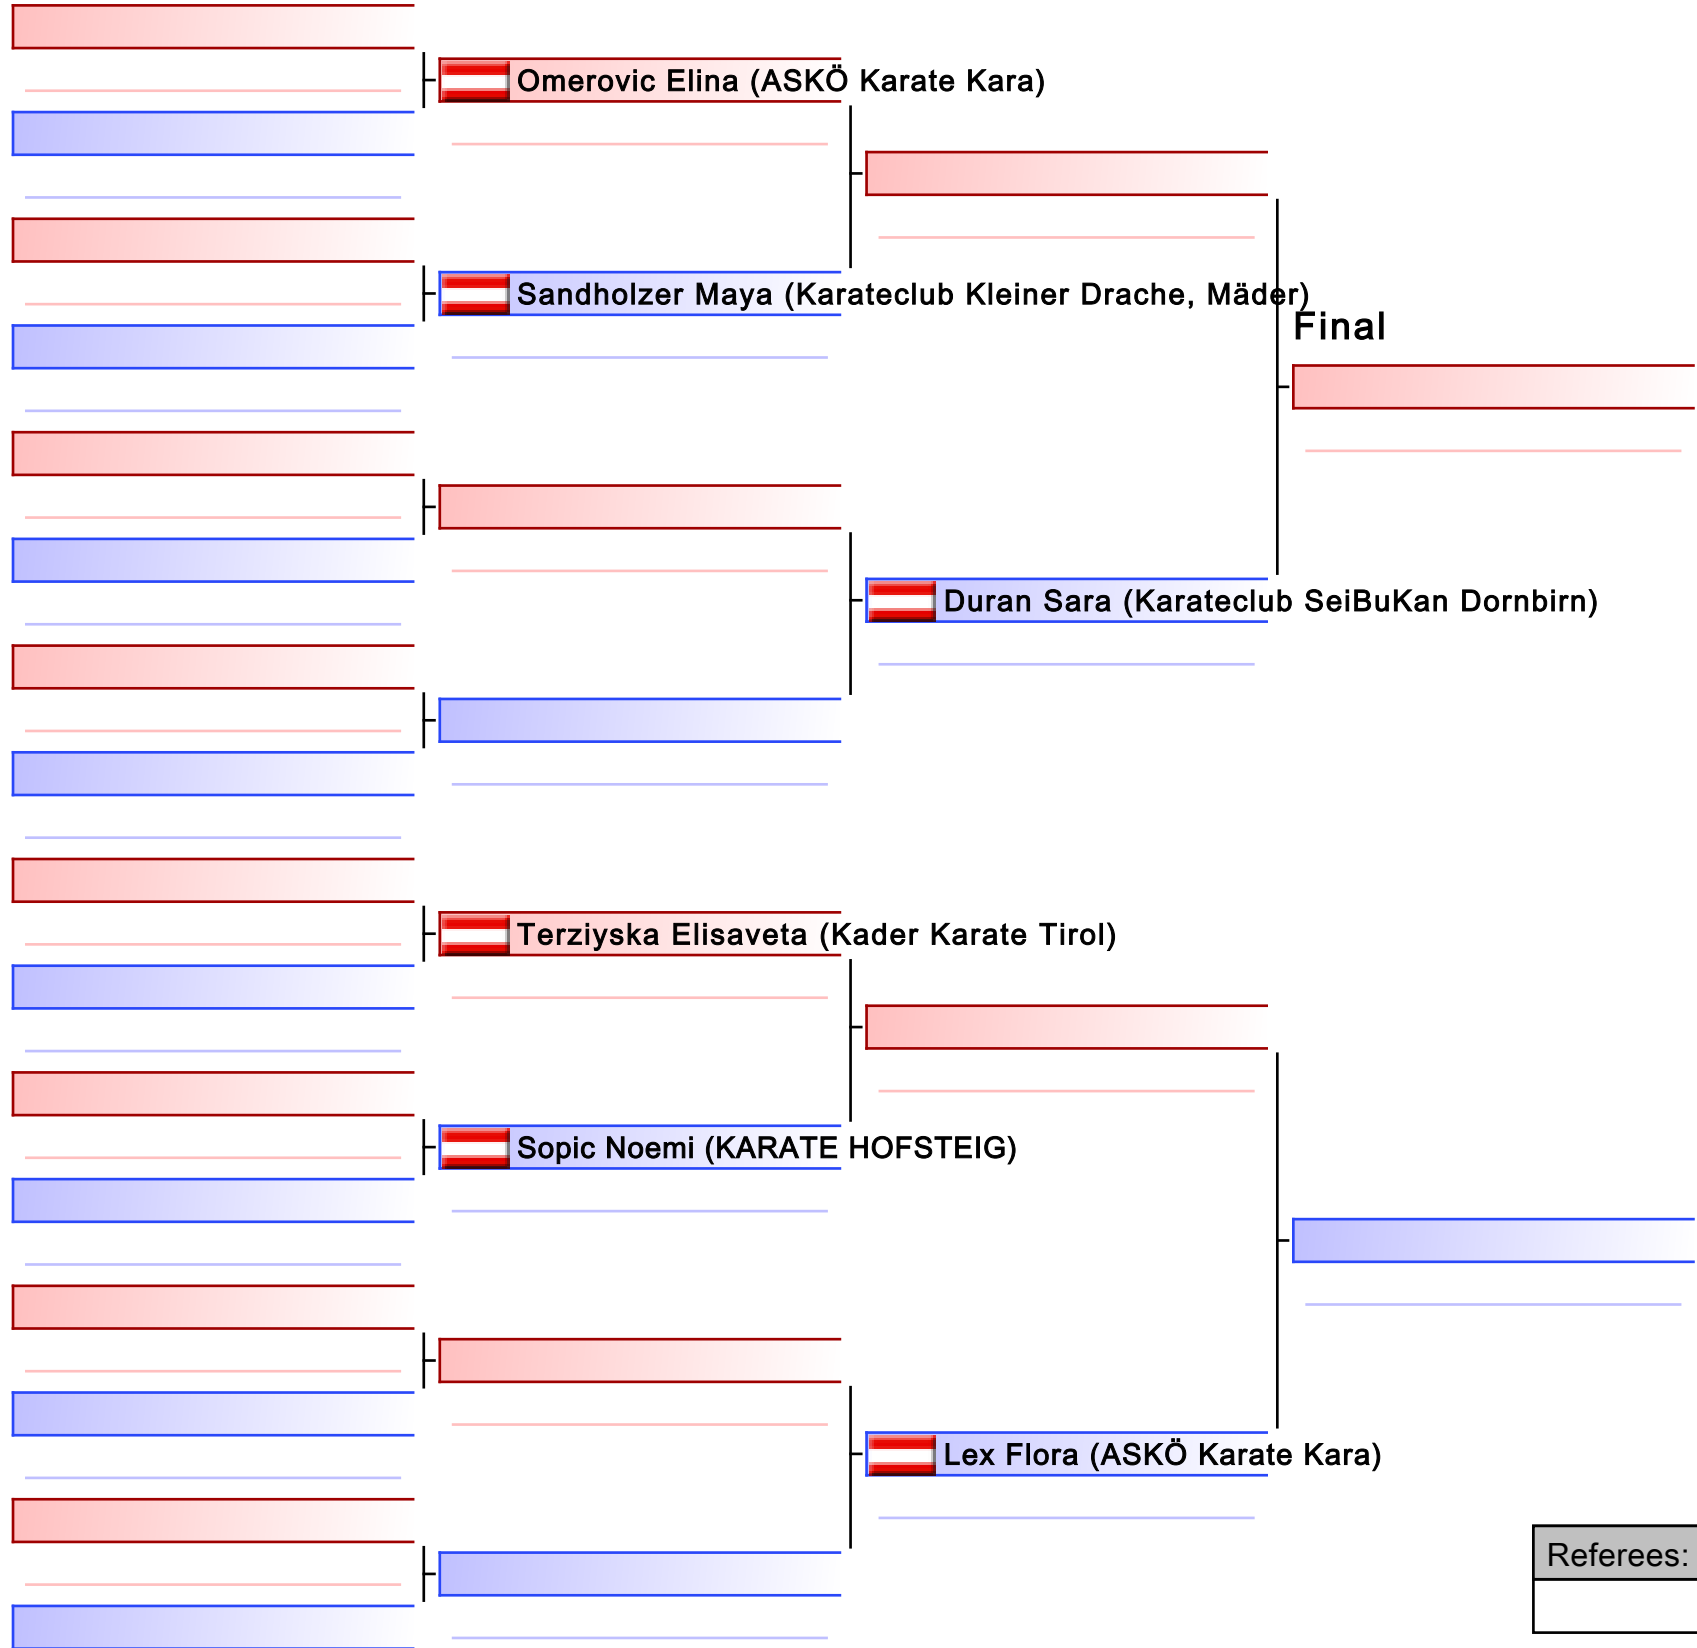 Omerovic Elina (ASKÖ Karate Kara)
Sandholzer Maya (Karateclub Kleiner Drache, Mäder)
Final
Duran Sara (Karateclub SeiBuKan Dornbirn)
Terziyska Elisaveta (Kader Karate Tirol)
Sopic Noemi (KARATE HOFSTEIG)
Lex Flora (ASKÖ Karate Kara)
Referees: